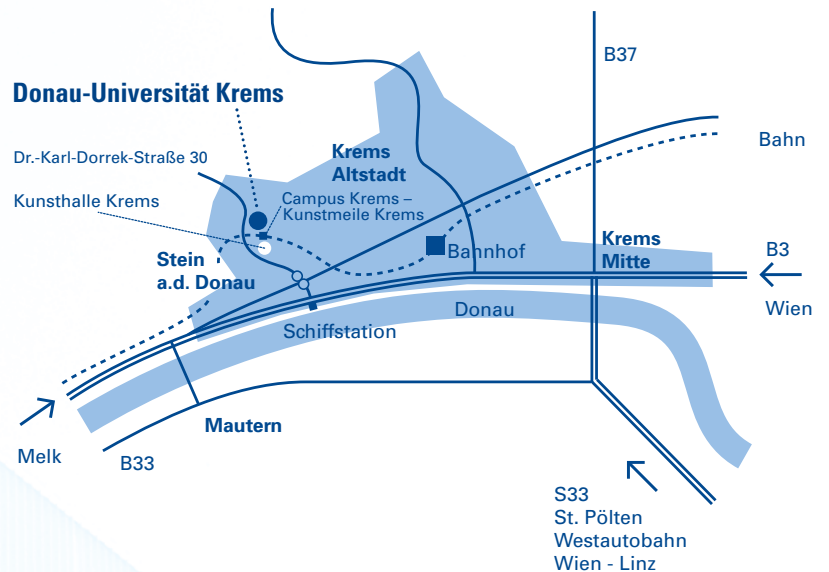 B37
Donau-Universität Krems
Bahn
Dr.-Karl-Dorrek-Straße 30
Krems
Altstadt
Kunsthalle Krems
Campus Krems –
Kunstmeile Krems
Bahnhof
Krems
Mitte
B3
Stein
a.d. Donau
Wien
Donau
Schiffstation
Mautern
Melk
B33
S33
St. Pölten
Westautobahn
Wien - Linz